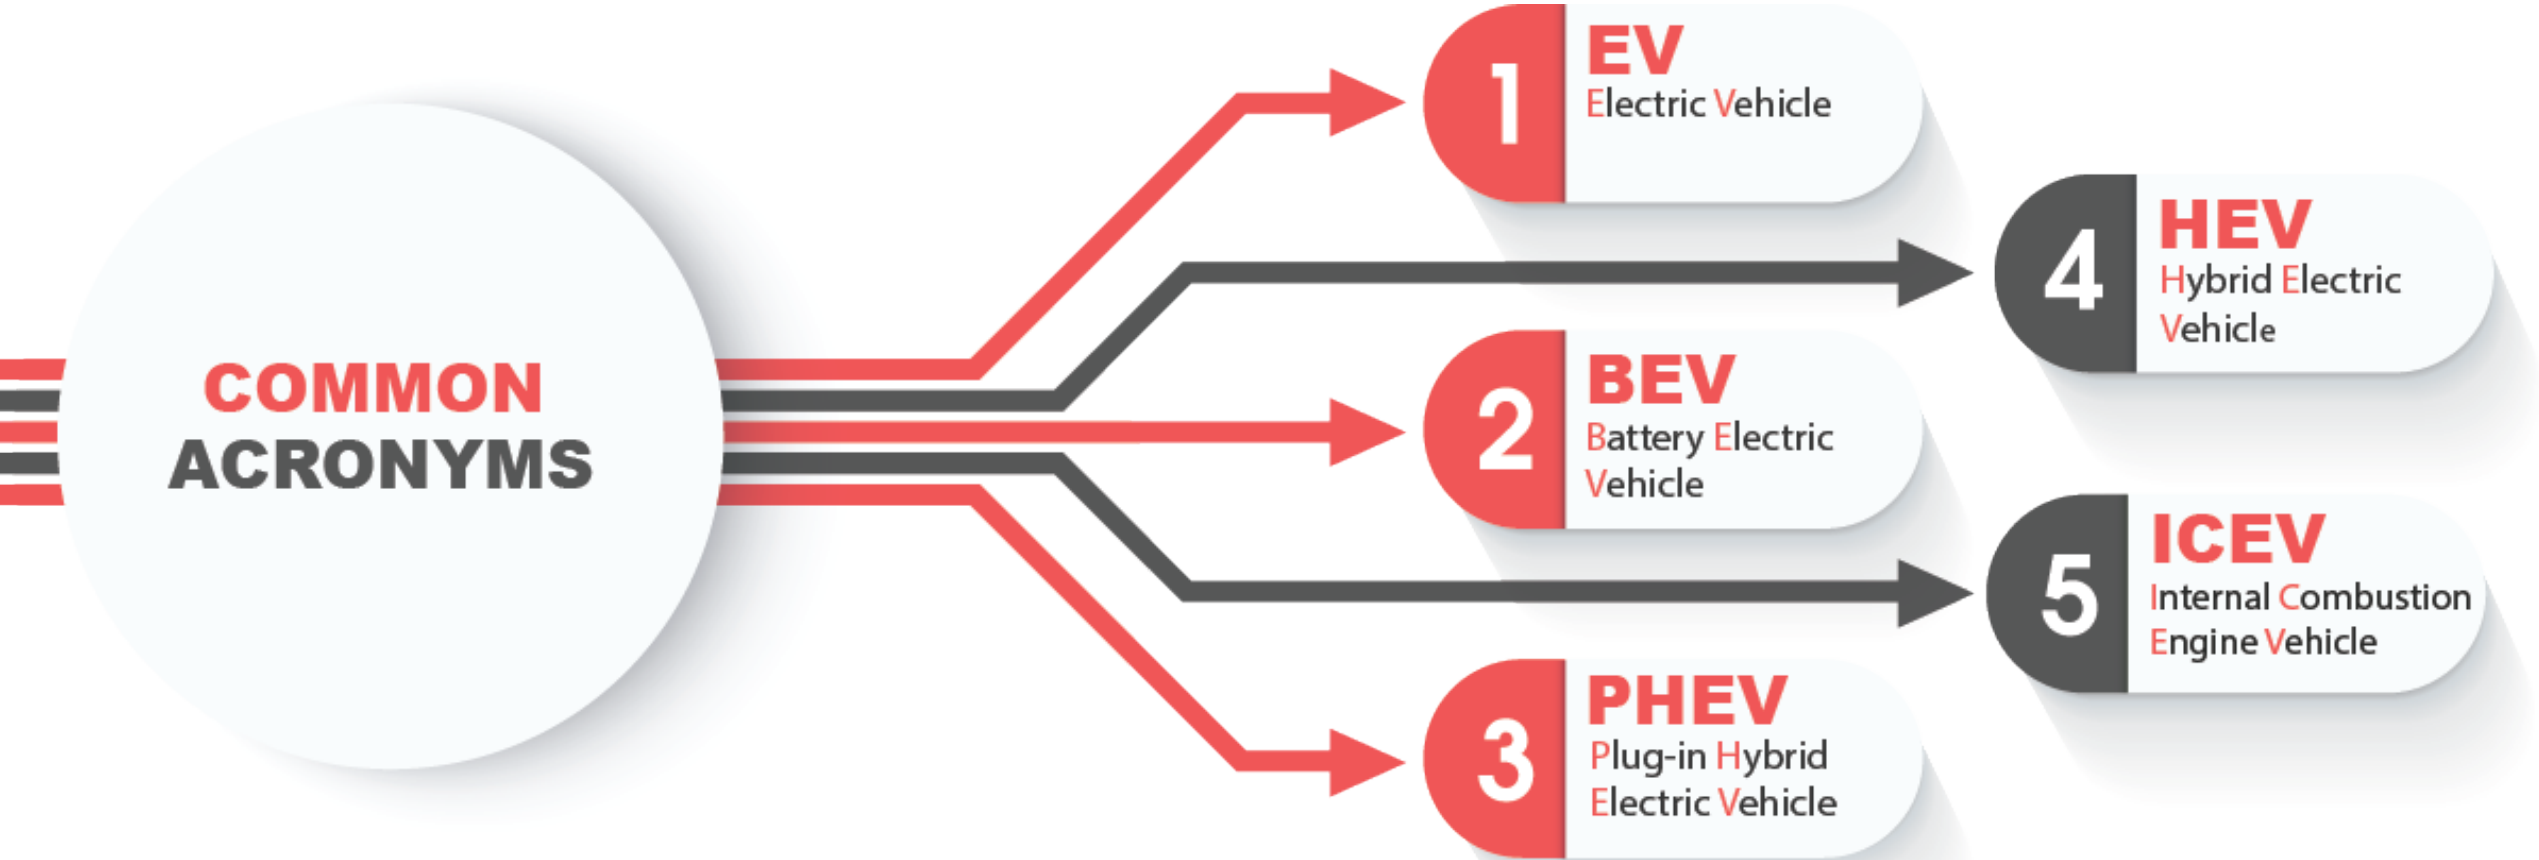 COMMON
ACRONYMS
1
EV
Electric Vehicle
2
BEV
Battery Electric
Vehicle
3
PHEV
Plug-in Hybrid
Electric Vehicle
4
HEV
Hybrid Electric
Vehicle
5
ICEV
Internal Combustion
Engine Vehicle